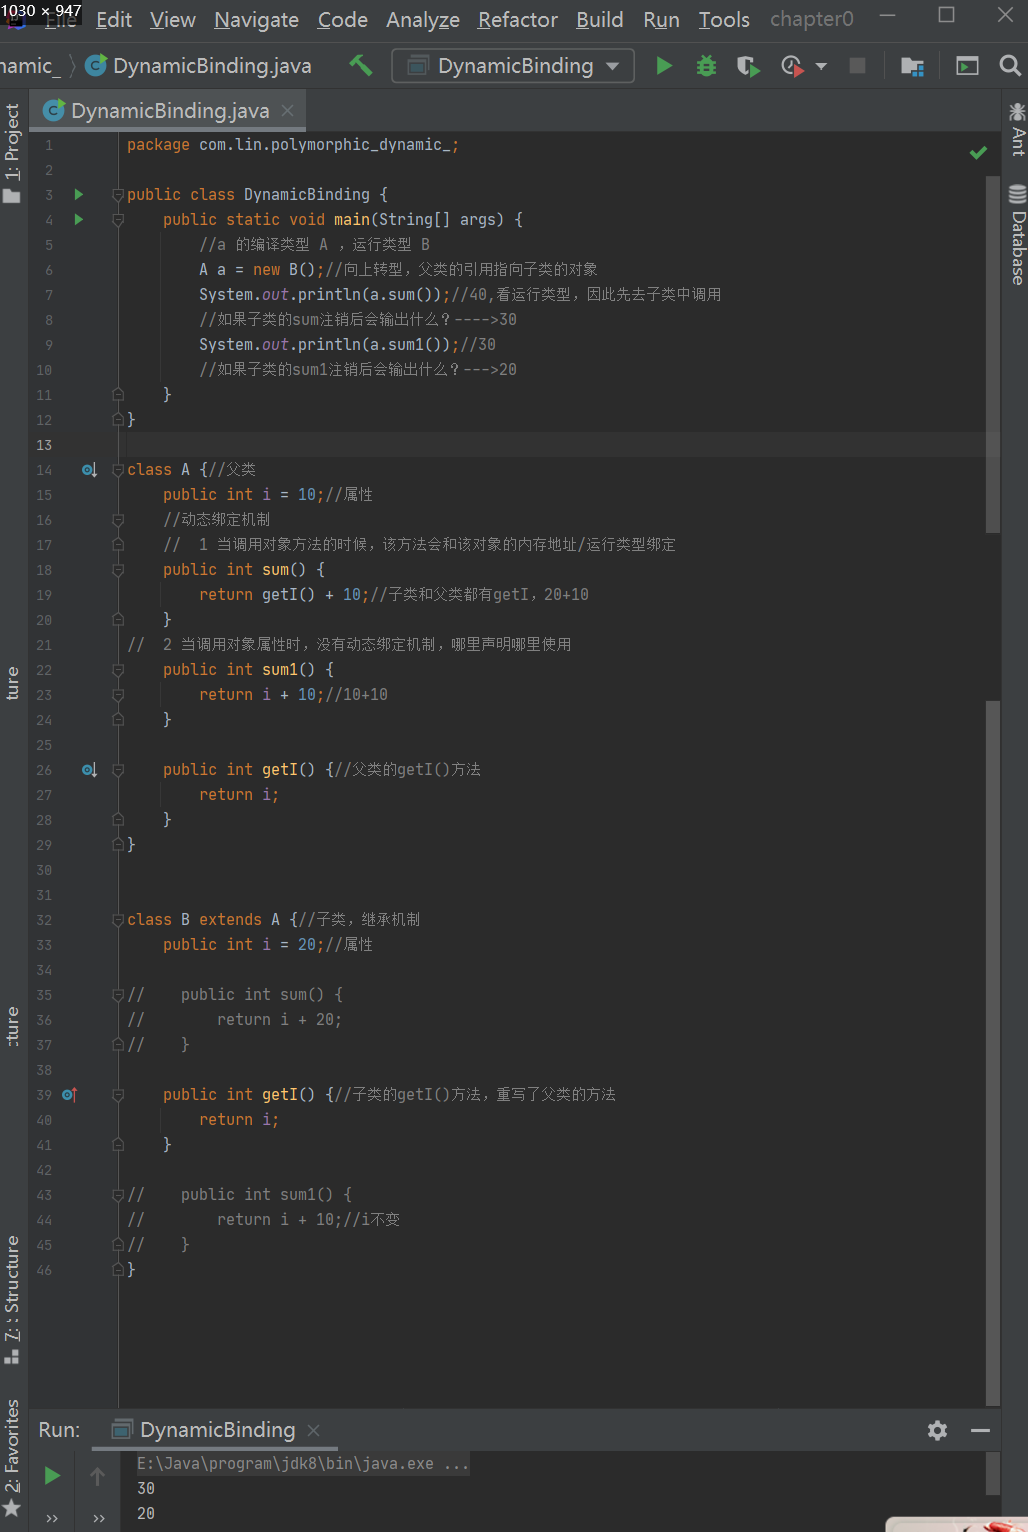 1030 × 947
File Edit View Navigate Code Analyze Refactor Build Run Tools chapter0
namic_ DynamicBinding.java DynamicBinding
DynamicBinding.java
1: Project
Ant
Database
1 package com.lin.polymorphic_dynamic_;
2
3 public class DynamicBinding {
4 public static void main(String[] args) {
5 //a 的编译类型 A ，运行类型 B
6 A a = new B();//向上转型，父类的引用指向子类的对象
7 System.out.println(a.sum());//40,看运行类型，因此先去子类中调用
8 //如果子类的sum注销后会输出什么？---->30
9 System.out.println(a.sum1());//30
10 //如果子类的sum1注销后会输出什么？--->20
11 }
12 }
13
14 class A {//父类
15 public int i = 10;//属性
16 //动态绑定机制
17 // 1 当调用对象方法的时候，该方法会和该对象的内存地址/运行类型绑定
18 public int sum() {
19 return getI() + 10;//子类和父类都有getI，20+10
20 }
21 // 2 当调用对象属性时，没有动态绑定机制，哪里声明哪里使用
22 public int sum1() {
23 return i + 10;//10+10
24 }
25
26 public int getI() {//父类的getI()方法
27 return i;
28 }
29 }
30
31
32 class B extends A {//子类，继承机制
33 public int i = 20;//属性
34
35 // public int sum() {
36 // return i + 20;
37 // }
38
39 public int getI() {//子类的getI()方法，重写了父类的方法
40 return i;
41 }
42
43 // public int sum1() {
44 // return i + 10;//i不变
45 // }
46 }
ture
cture
7: Structure
2: Favorites
Run: DynamicBinding
E:\Java\program\jdk8\bin\java.exe ...
30
20